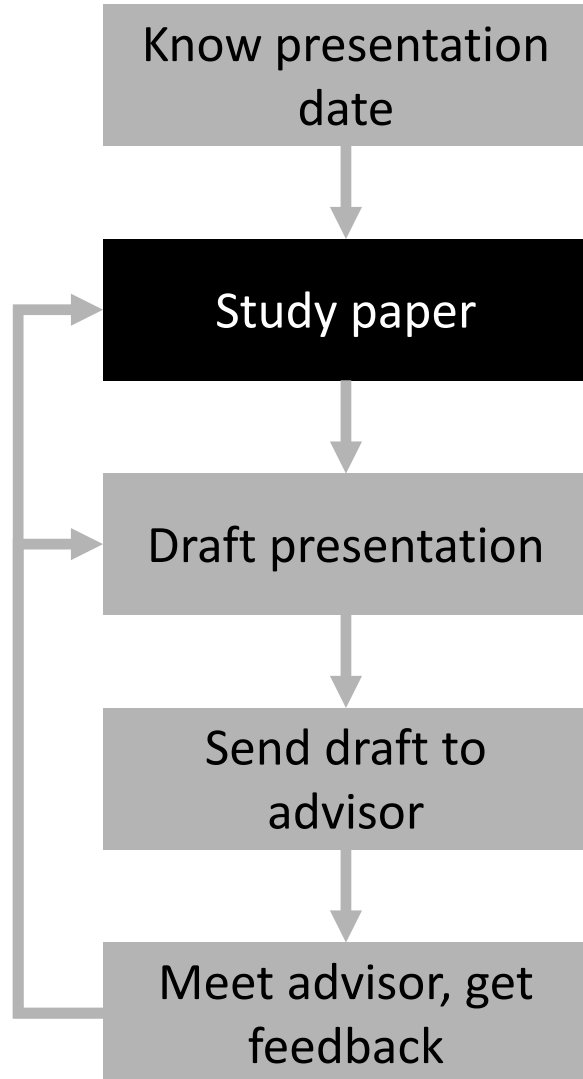 Know presentation
date
Study paper
Draft presentation
Send draft to
advisor
Meet advisor, get
feedback